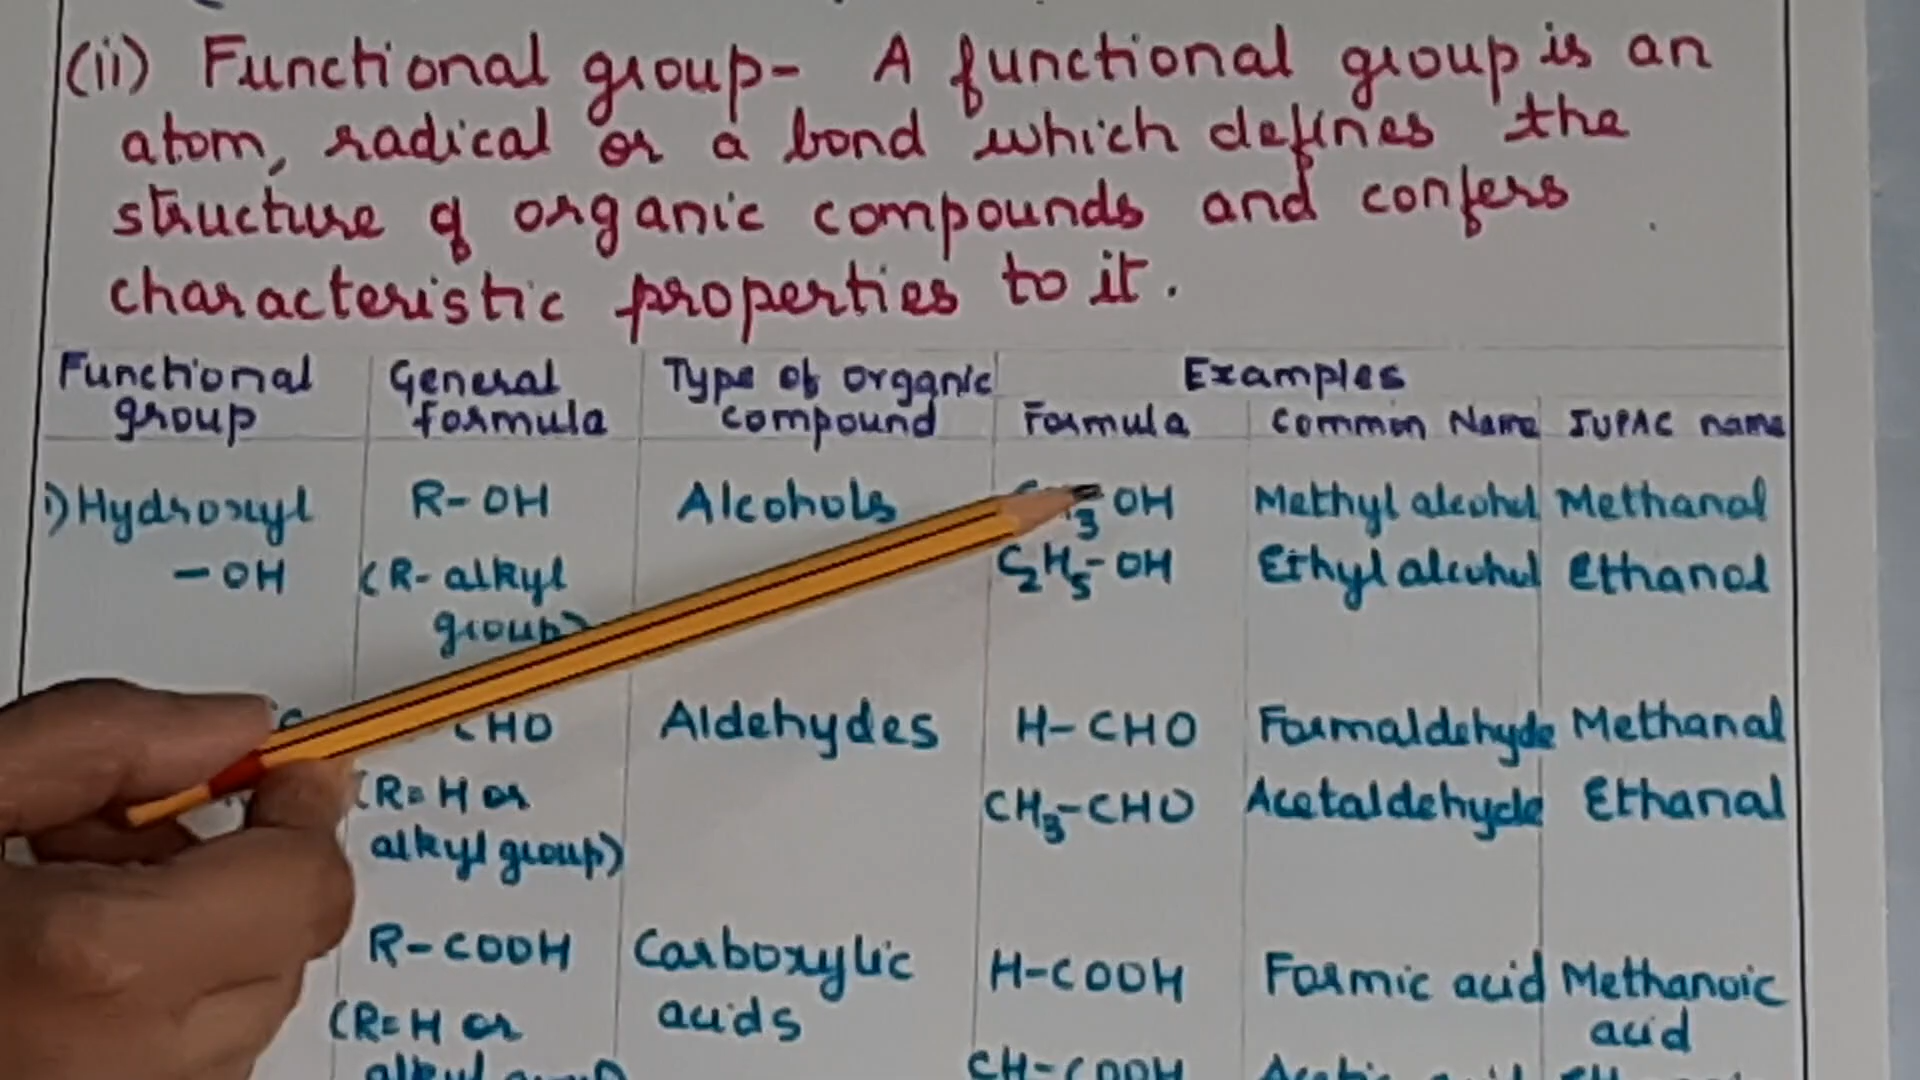 (ii) Functional group- A functional group is an
atom, radical or a bond which defines the
structure of organic compounds and confers
characteristic properties to it.
Functional group
General formula
Type of organic compound
Examples
Formula
Common Name
IUPAC name
i) Hydroxyl
-OH
R-OH
(R-alkyl
group)
Alcohols
OH
Methyl alcohol
Methanol
C2H5-OH
Ethyl alcohol
Ethanol
CHO
(R=H or
alkyl group)
Aldehydes
H-CHO
Formaldehyde
Methanal
CH3-CHO
Acetaldehyde
Ethanal
R-COOH
(R=H or
Carboxylic
acids
H-COOH
Formic acid
Methanoic
acid